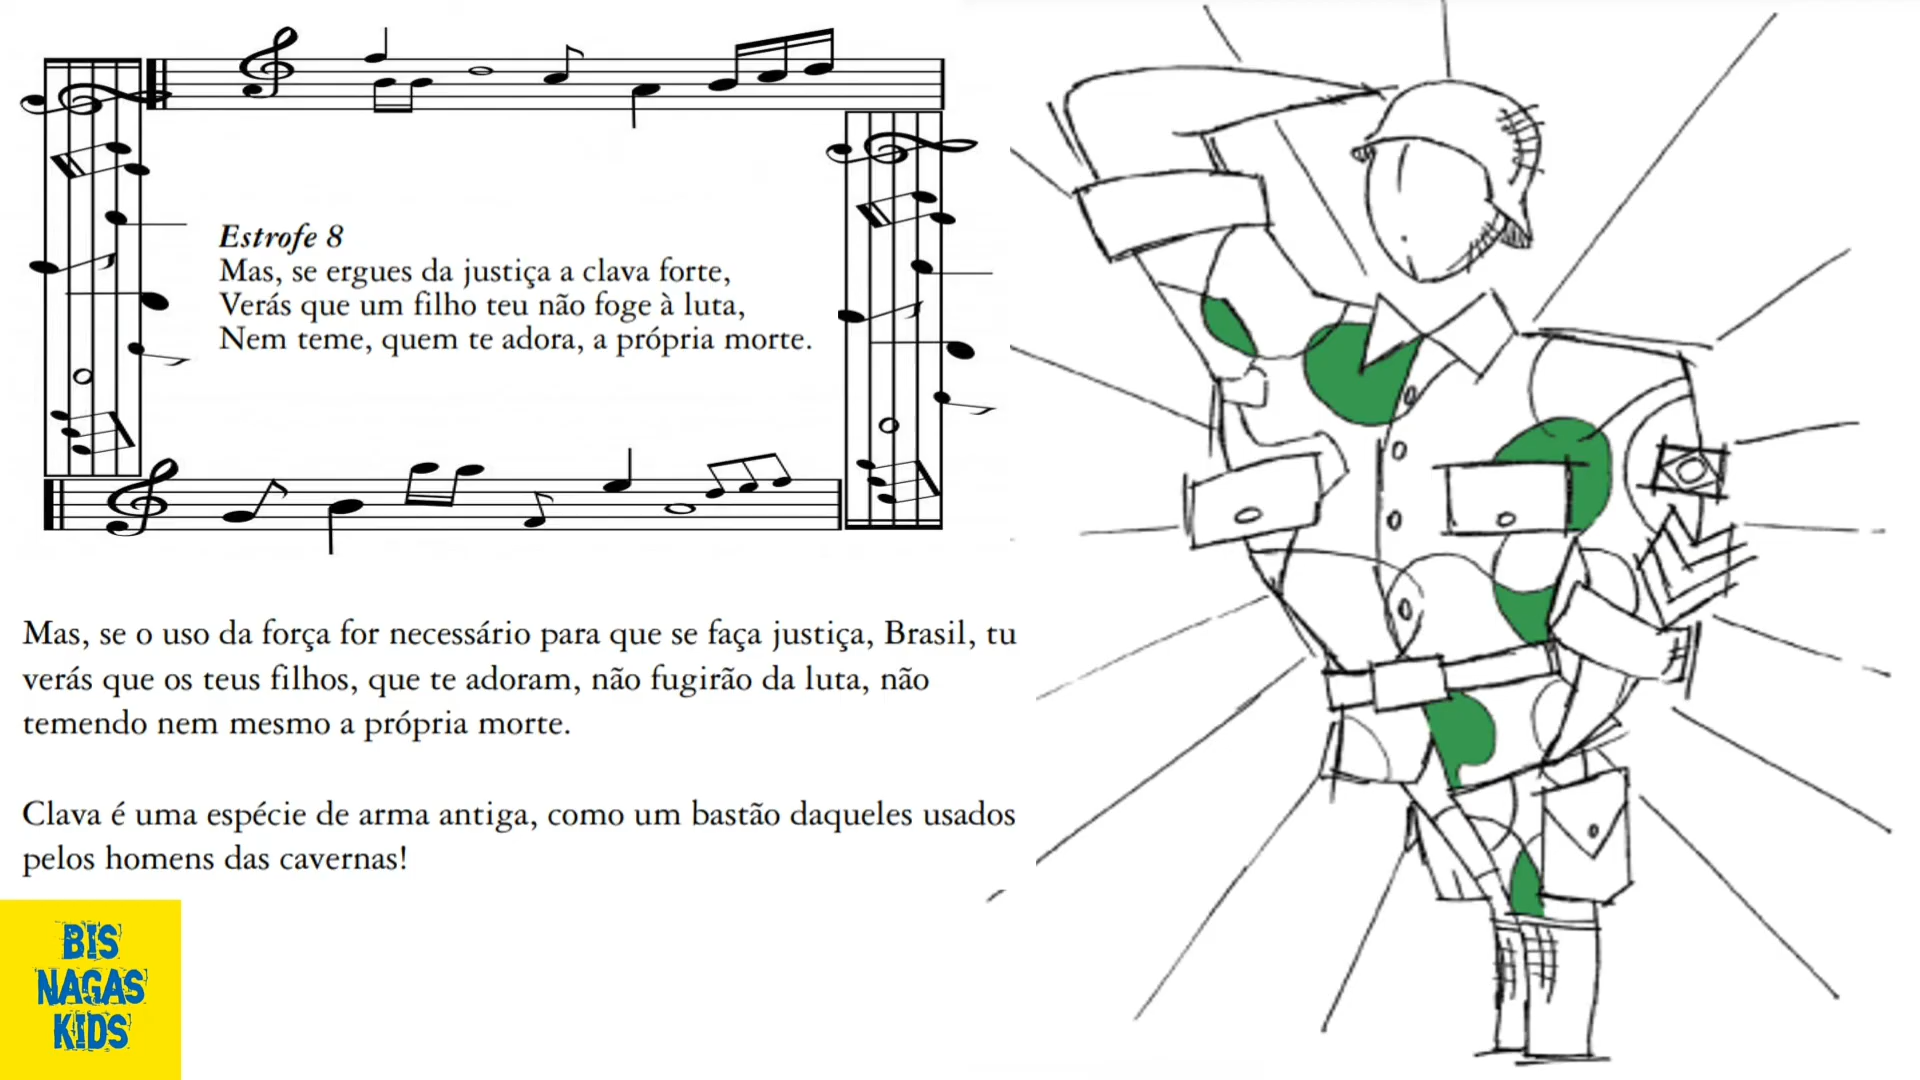 Estrofe 8
Mas, se ergues da justiça a clava forte,
Verás que um filho teu não foge à luta,
Nem teme, quem te adora, a própria morte.
Mas, se o uso da força for necessário para que se faça justiça, Brasil, tu
verás que os teus filhos, que te adoram, não fugirão da luta, não
temendo nem mesmo a própria morte.
Clava é uma espécie de arma antiga, como um bastão daqueles usados
pelos homens das cavernas!
BIS
NAGAS
KIDS